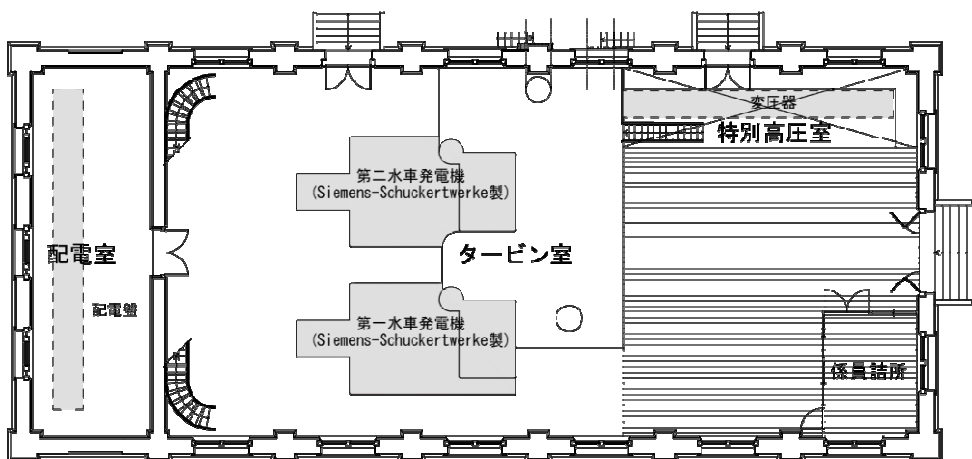 変圧器
特別高圧室
第二水車発電機
(Siemens-Schuckertwerke製)
配電室
タービン室
配電盤
第一水車発電機
(Siemens-Schuckertwerke製)
係員詰所